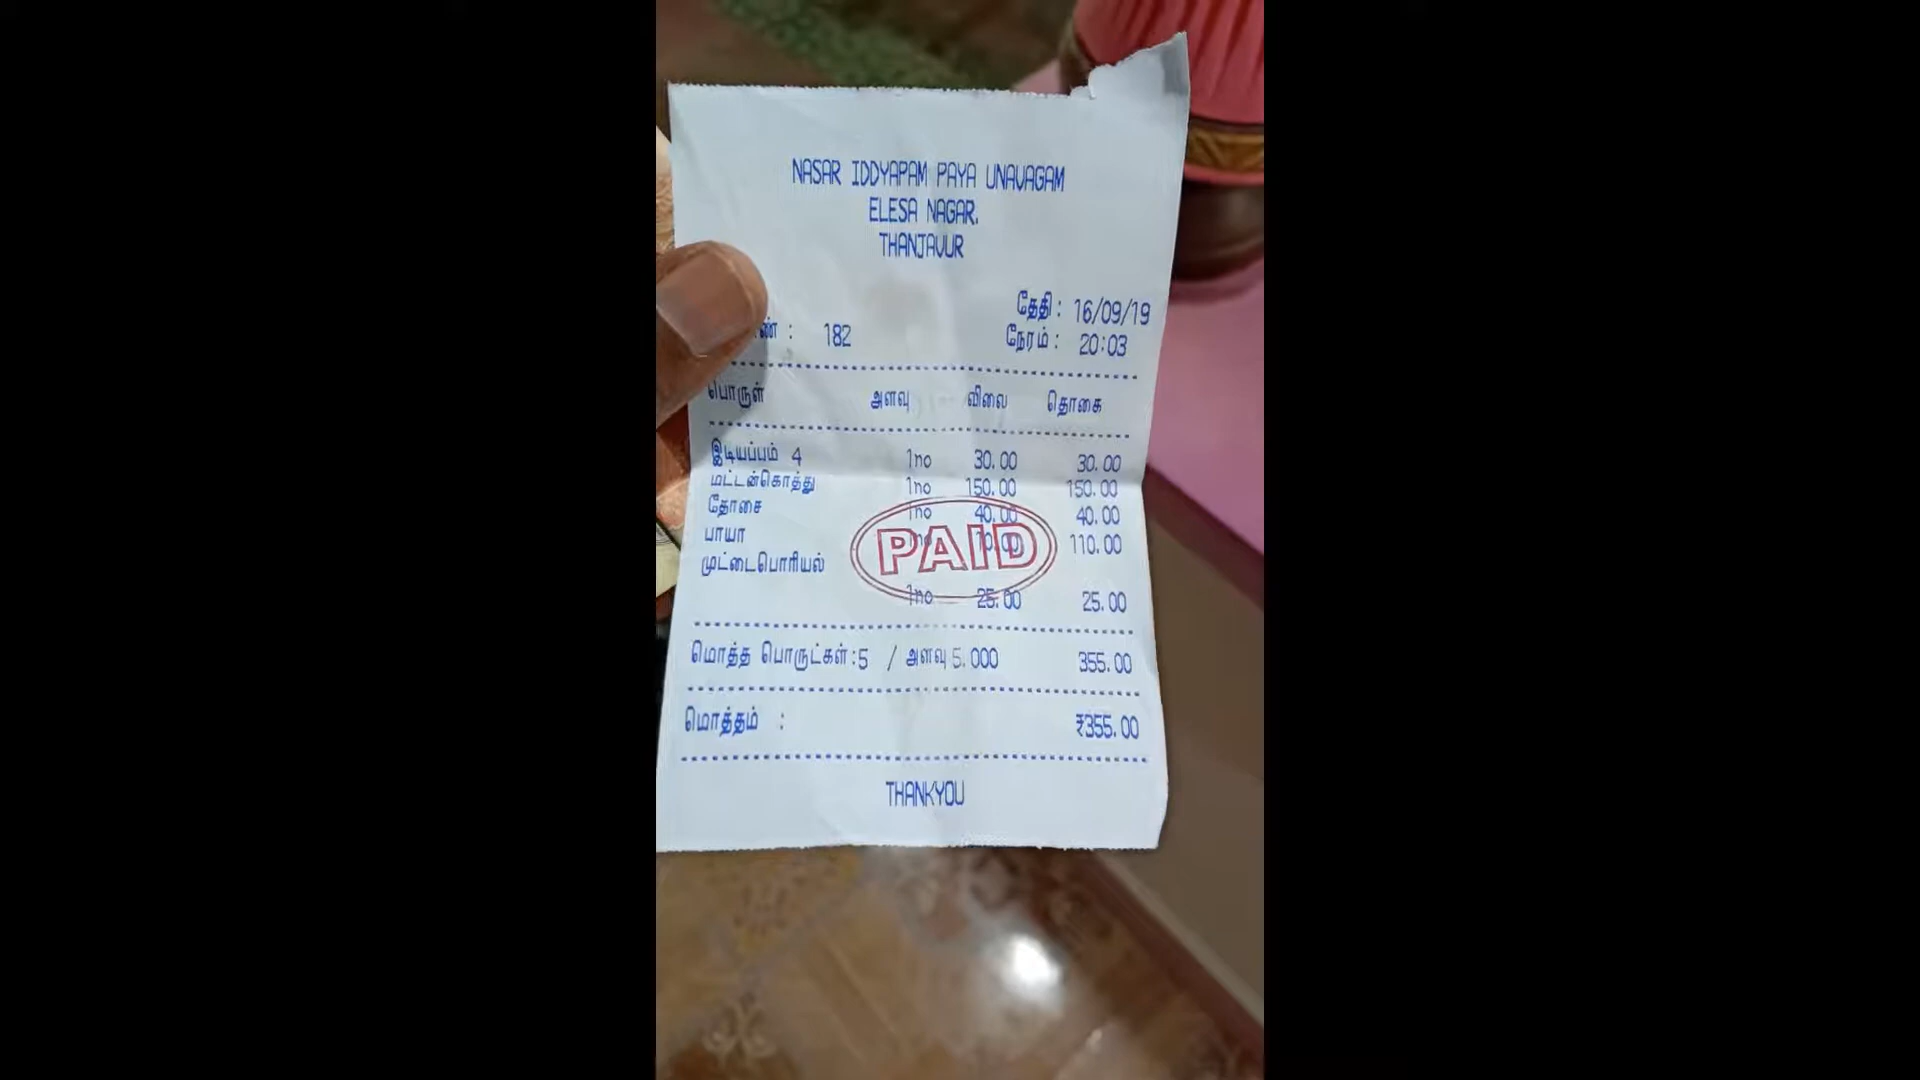 NASAR IDDYAPAM PAYA UNAVAGAM
ELESA NAGAR.
THANJAVUR
தேதி : 16/09/19
: 182 நேரம் : 20:03
பொருள் அளவு விலை தொகை
இடியப்பம் 4 1no 30.00 30.00
மட்டன்கொத்து 1no 150.00 150.00
தோசை 1no 40.00 40.00
பாயா 110.00
PAID
முட்டைபொரியல்
1no 25.00 25.00
மொத்த பொருட்கள்:5 / அளவு 5.000 355.00
மொத்தம் : ₹355.00
THANKYOU